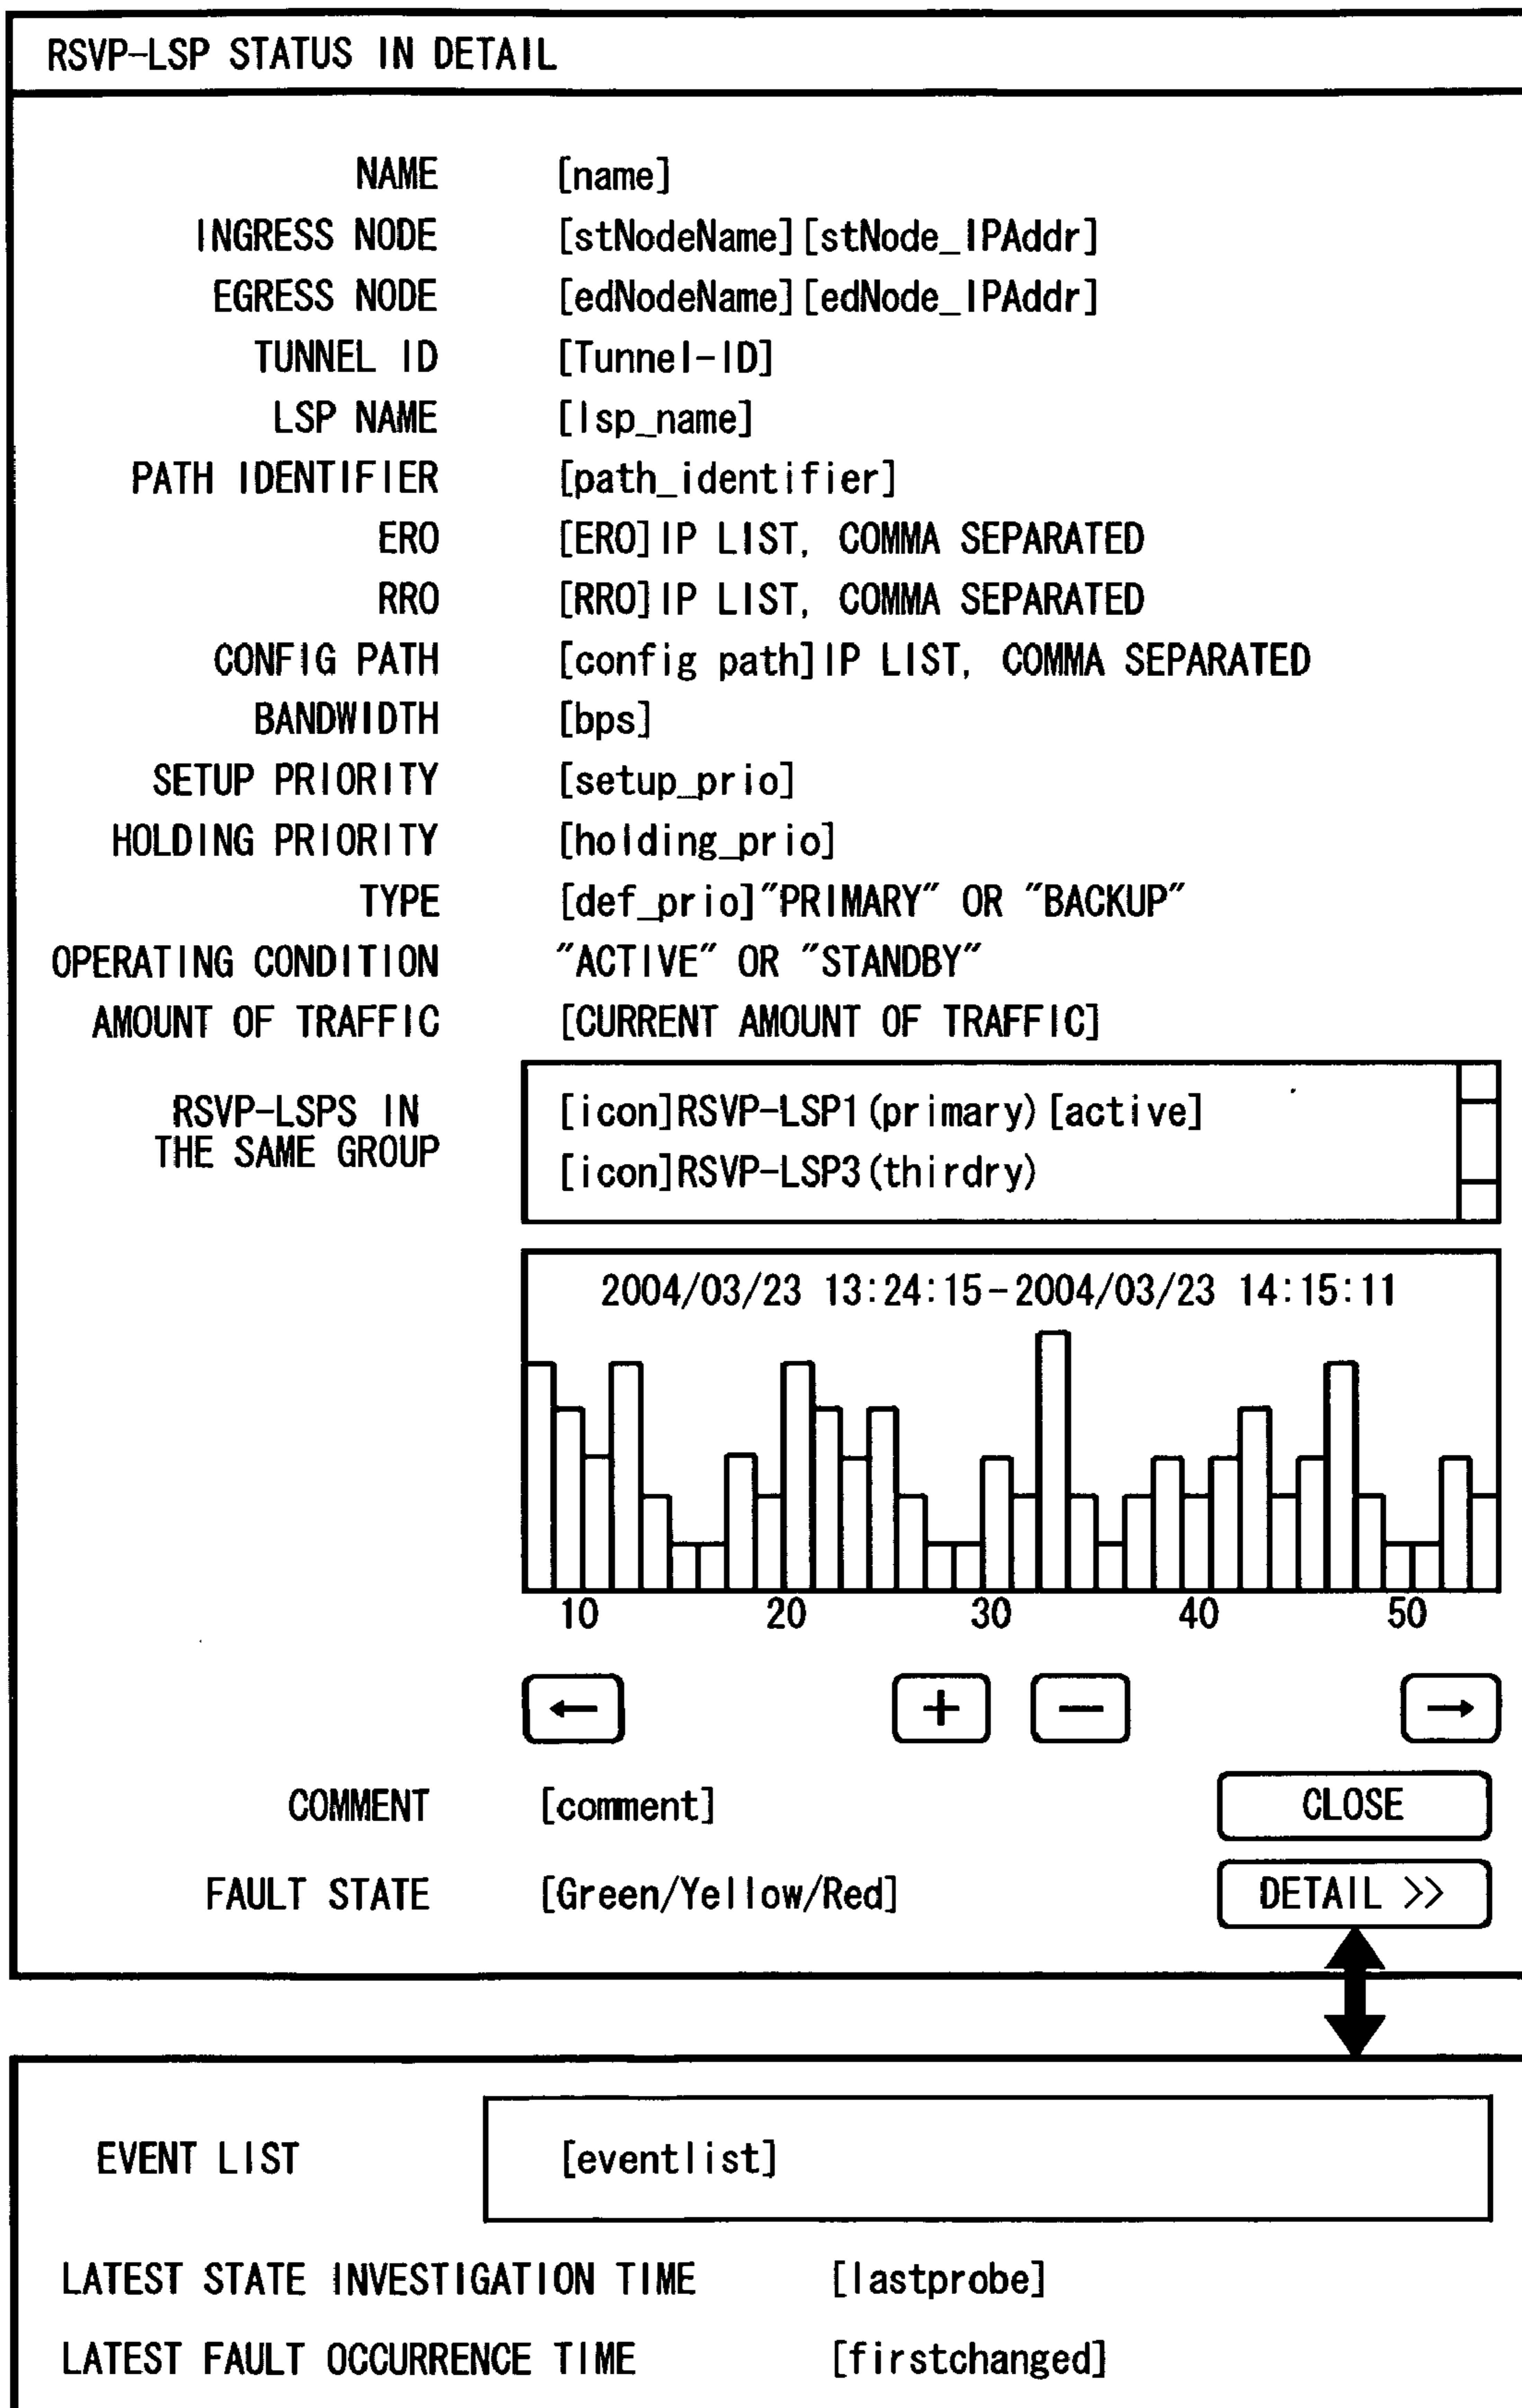 RSVP-LSP STATUS IN DETAIL
NAME [name]
INGRESS NODE [stNodeName][stNode_IPAddr]
EGRESS NODE [edNodeName][edNode_IPAddr]
TUNNEL ID [Tunnel-ID]
LSP NAME [lsp_name]
PATH IDENTIFIER [path_identifier]
ERO [ERO]IP LIST, COMMA SEPARATED
RRO [RRO]IP LIST, COMMA SEPARATED
CONFIG PATH [config path]IP LIST, COMMA SEPARATED
BANDWIDTH [bps]
SETUP PRIORITY [setup_prio]
HOLDING PRIORITY [holding_prio]
TYPE [def_prio]"PRIMARY" OR "BACKUP"
OPERATING CONDITION "ACTIVE" OR "STANDBY"
AMOUNT OF TRAFFIC [CURRENT AMOUNT OF TRAFFIC]
RSVP-LSPS IN
THE SAME GROUP
[icon]RSVP-LSP1(primary)[active]
[icon]RSVP-LSP3(thirdry)
2004/03/23 13:24:15-2004/03/23 14:15:11
10 20 30 40 50
← + — →
COMMENT [comment] CLOSE
FAULT STATE [Green/Yellow/Red] DETAIL >>
EVENT LIST [eventlist]
LATEST STATE INVESTIGATION TIME [lastprobe]
LATEST FAULT OCCURRENCE TIME [firstchanged]